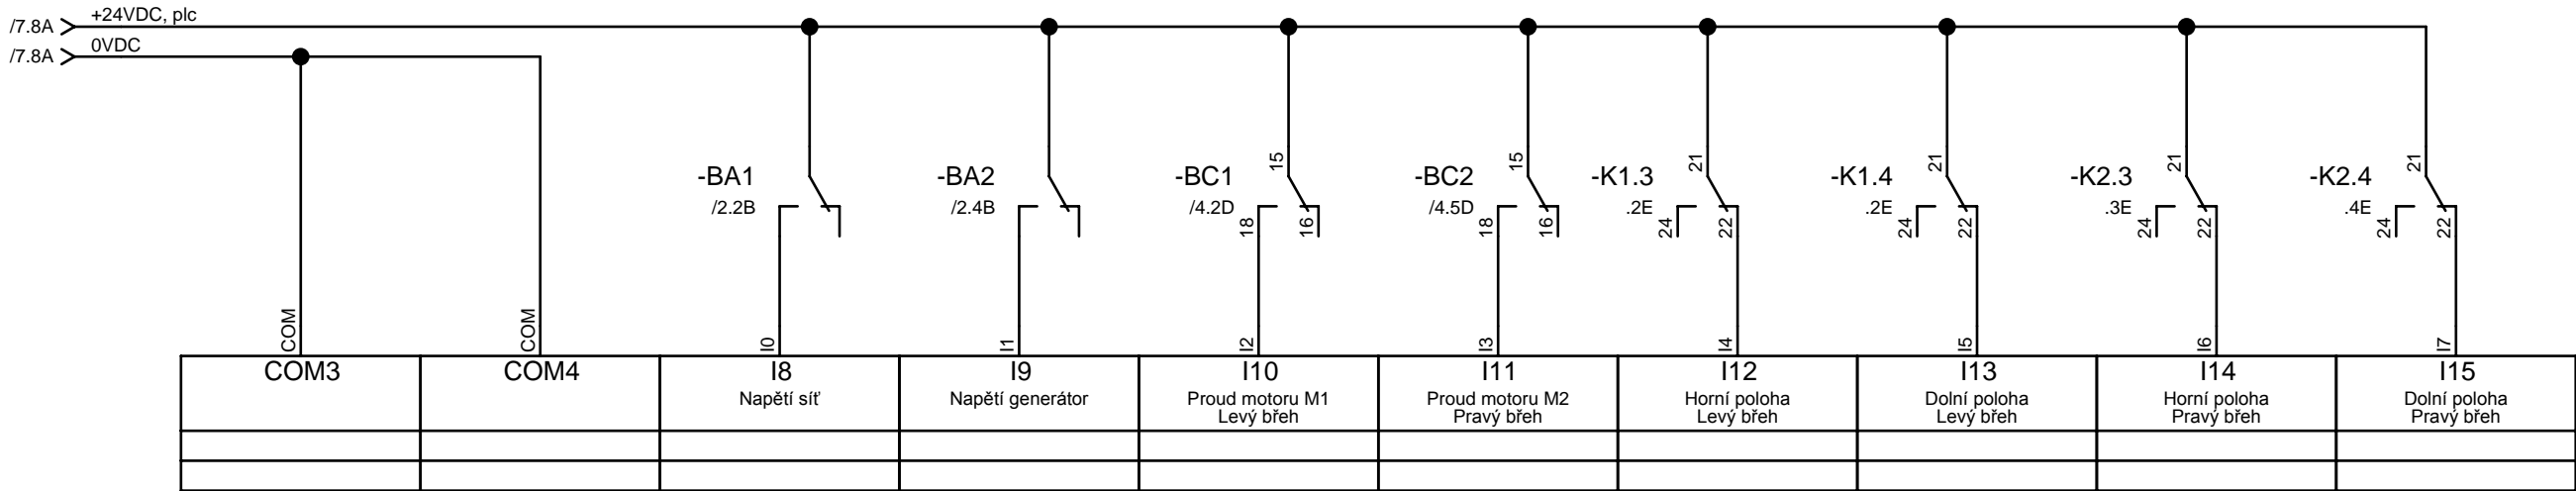 +24VDC, plc
/7.8A
0VDC
/7.8A
-BA1
/2.2B
-BA2
/2.4B
-BC1
/4.2D
15
18
16
-BC2
/4.5D
15
18
16
-K1.3
.2E
21
24
22
-K1.4
.2E
21
24
22
-K2.3
.3E
21
24
22
-K2.4
.4E
21
24
22
COM
COM
I0
I1
I2
I3
I4
I5
I6
I7
COM3
COM4
I8
Napětí síť
I9
Napětí generátor
I10
Proud motoru M1
Levý břeh
I11
Proud motoru M2
Pravý břeh
I12
Horní poloha
Levý břeh
I13
Dolní poloha
Levý břeh
I14
Horní poloha
Pravý břeh
I15
Dolní poloha
Pravý břeh